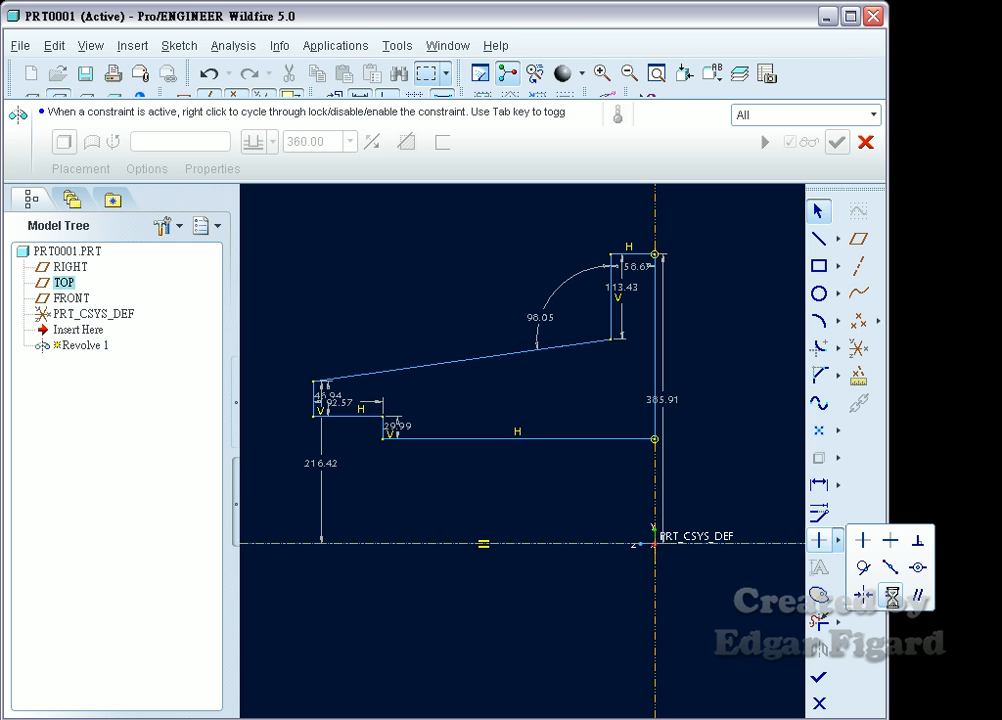 PRT0001 (Active) - Pro/ENGINEER Wildfire 5.0
File Edit View Insert Sketch Analysis Info Applications Tools Window Help
When a constraint is active, right click to cycle through lock/disable/enable the constraint. Use Tab key to togg
All
360.00
Placement Options Properties
Model Tree
PRT0001.PRT
RIGHT
TOP
FRONT
PRT_CSYS_DEF
Insert Here
Revolve 1
H
58.67
113.43
V
98.05
385.91
46.94
92.57
V H
29.99
V
H
216.42
Y
PRT_CSYS_DEF
Z X
Created by
Edgar Figard